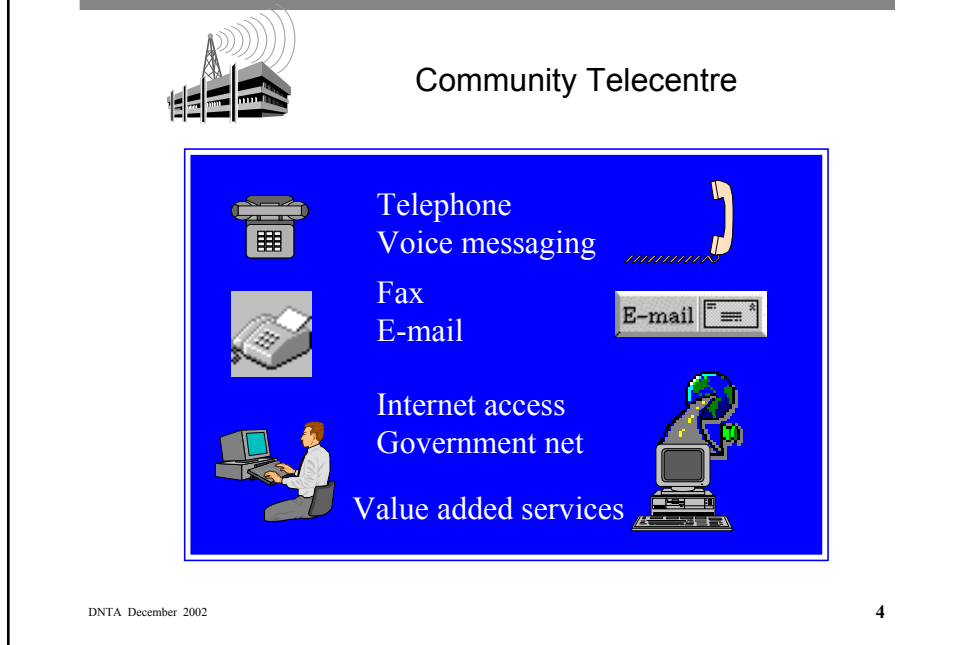 Community Telecentre
Telephone
Voice messaging
Fax
E-mail
E-mail
Internet access
Government net
Value added services
DNTA December 2002
4